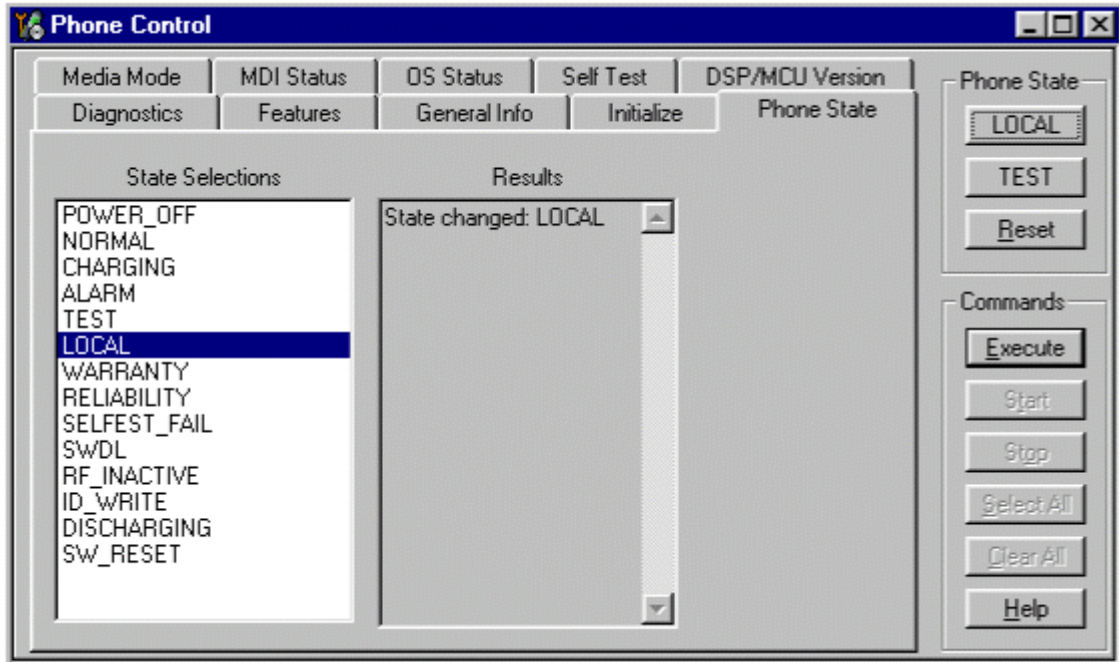 Phone Control
Media Mode MDI Status OS Status Self Test DSP/MCU Version
Diagnostics Features General Info Initialize Phone State
State Selections
POWER_OFF
NORMAL
CHARGING
ALARM
TEST
LOCAL
WARRANTY
RELIABILITY
SELFEST_FAIL
SWDL
RF_INACTIVE
ID_WRITE
DISCHARGING
SW_RESET
Results
State changed: LOCAL
Phone State
LOCAL
TEST
Reset
Commands
Execute
Start
Stop
Select All
Clear All
Help